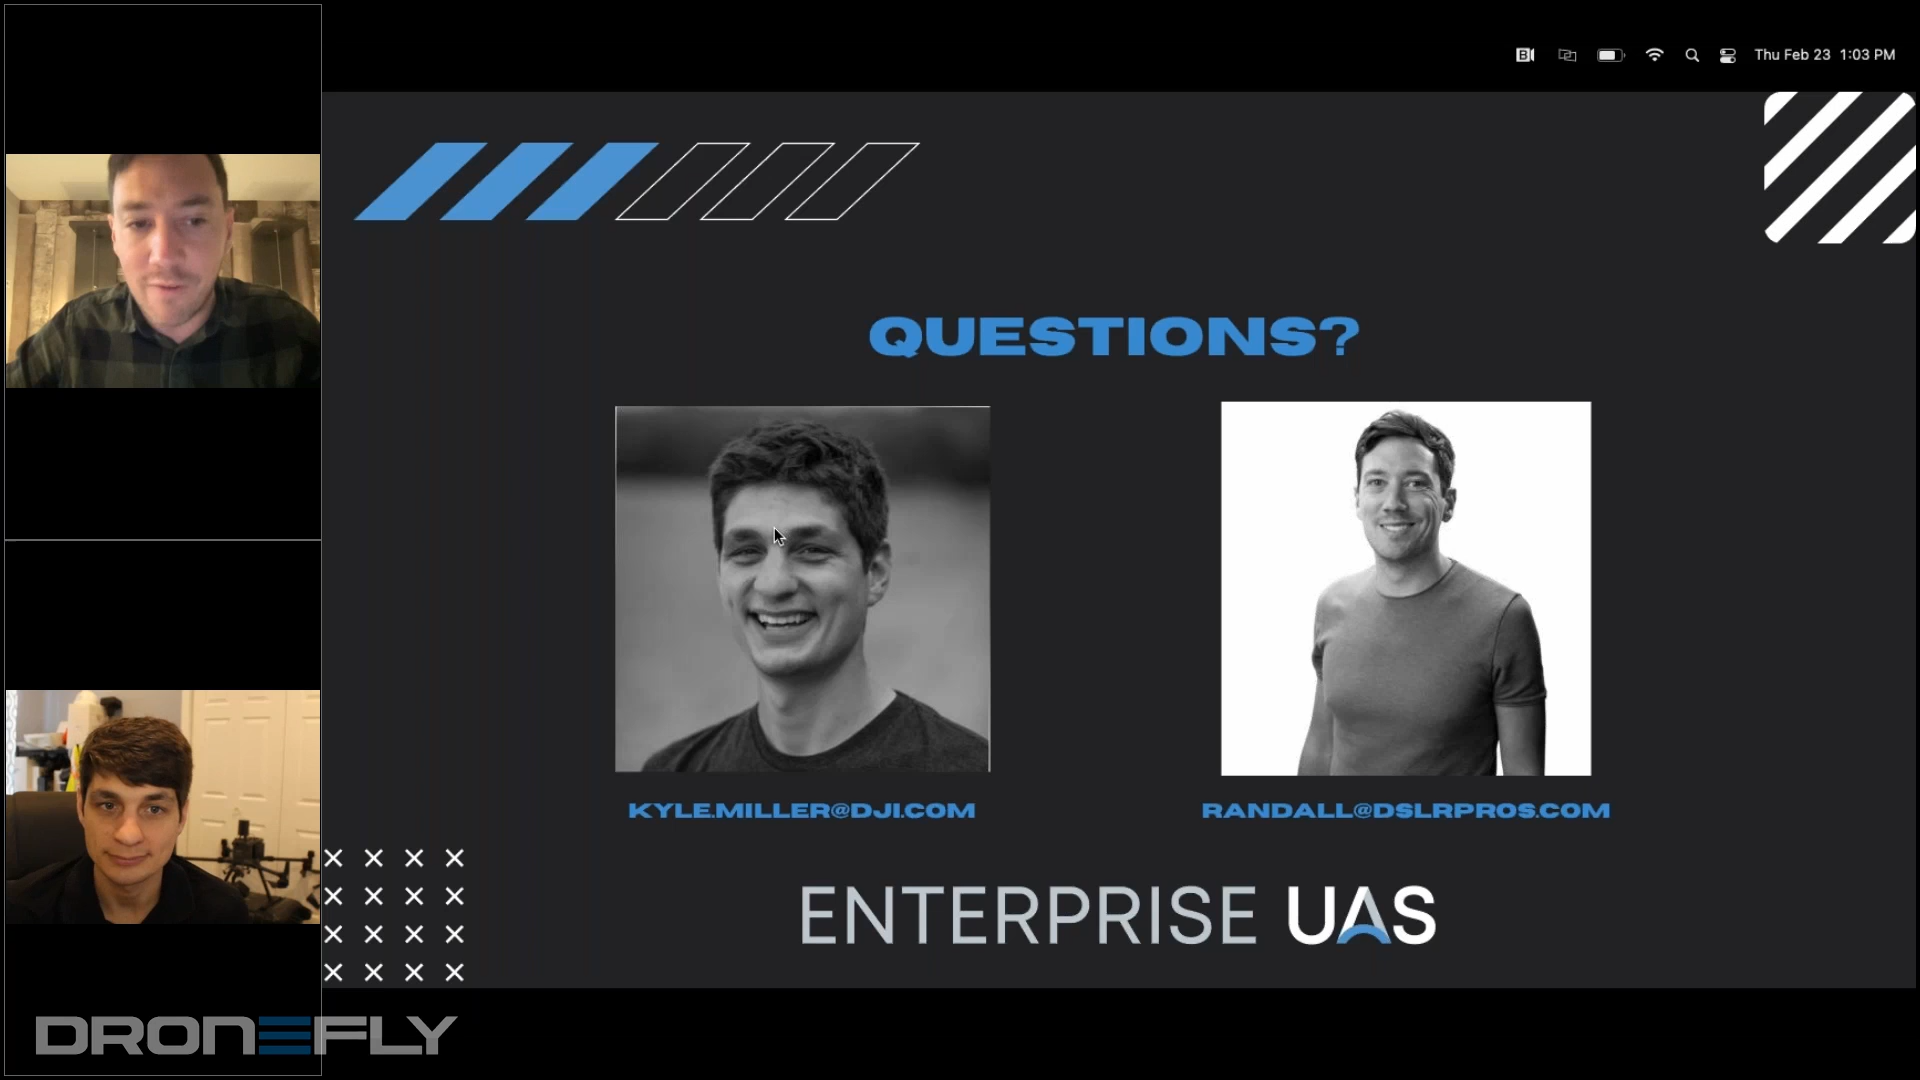 Thu Feb 23 1:03 PM
QUESTIONS?
KYLE.MILLER@DJI.COM
RANDALL@DSLRPROS.COM
ENTERPRISE UAS
DRONEFLY